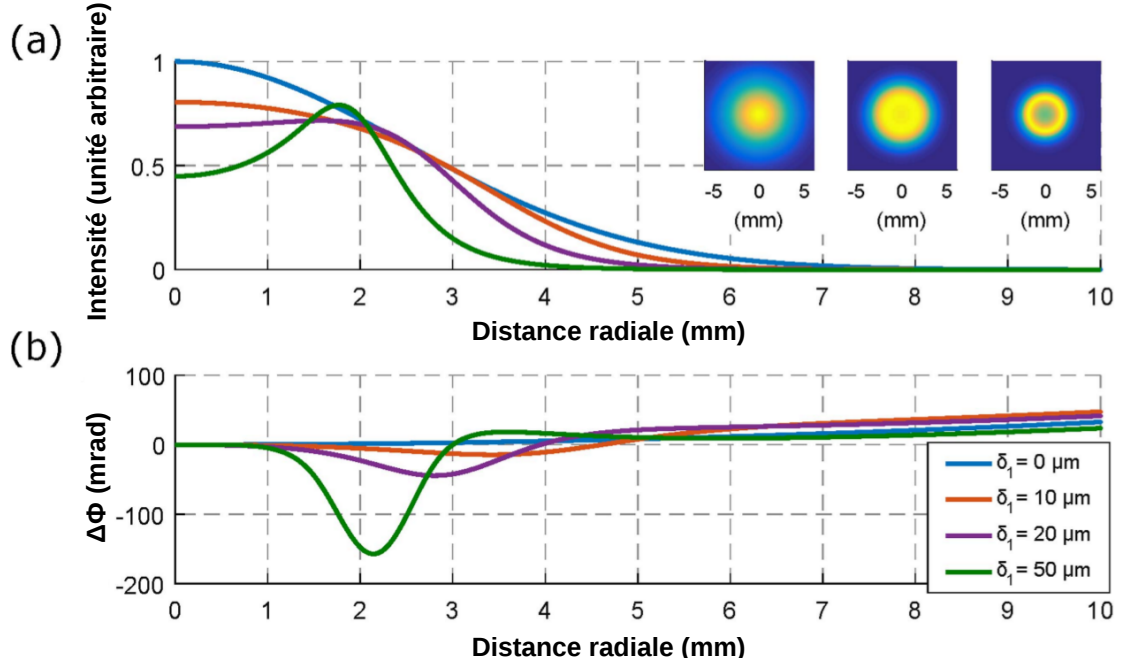 (a)
Intensité (unité arbitraire)
1
0.5
0
-5 0 5
(mm)
-5 0 5
(mm)
-5 0 5
(mm)
0 1 2 3 4 5 6 7 8 9 10
Distance radiale (mm)
(b)
ΔΦ (mrad)
100
0
-100
-200
δ1 = 0 µm
δ1 = 10 µm
δ1 = 20 µm
δ1 = 50 µm
0 1 2 3 4 5 6 7 8 9 10
Distance radiale (mm)